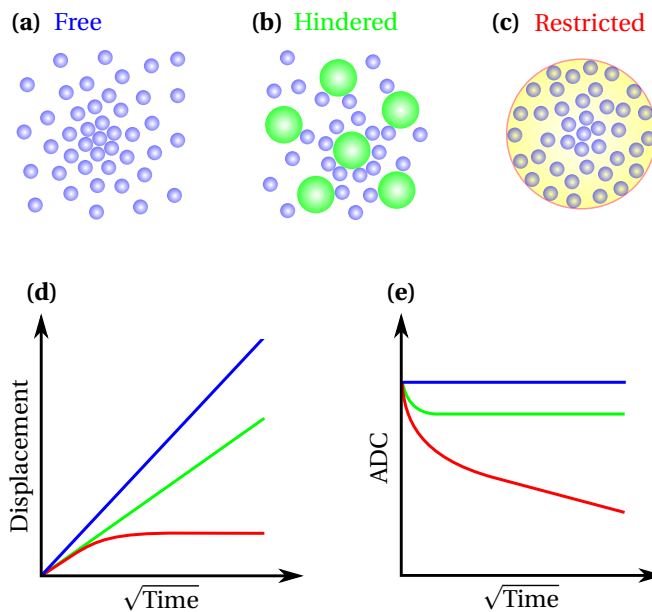 (a) Free
(b) Hindered
(c) Restricted
(d)
Displacement
√Time
(e)
ADC
√Time